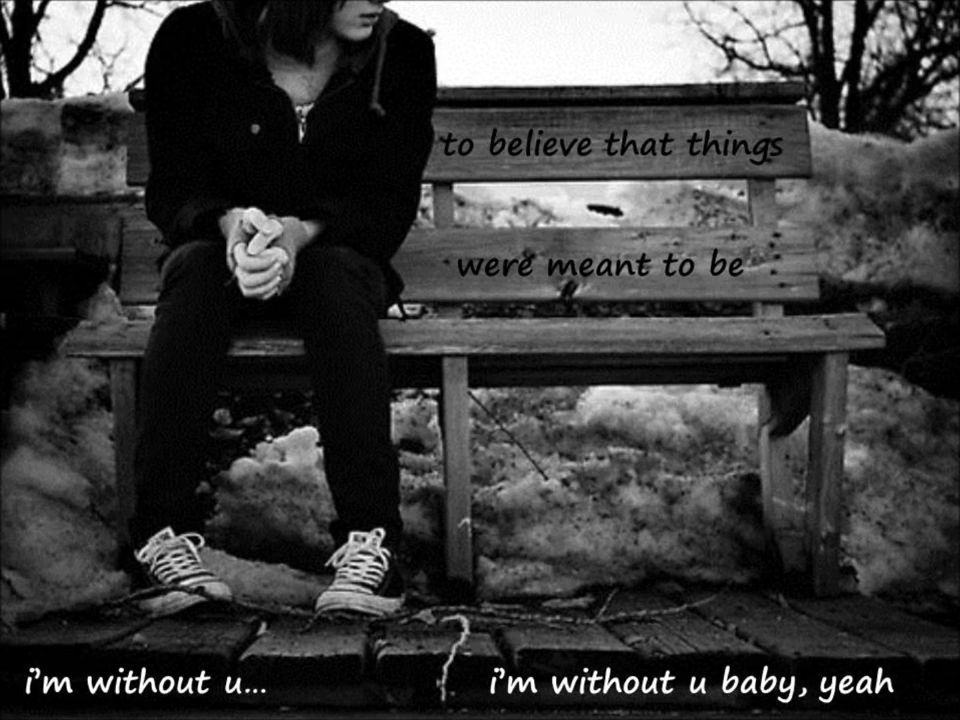 to believe that things
were meant to be
i'm without u...
i'm without u baby, yeah